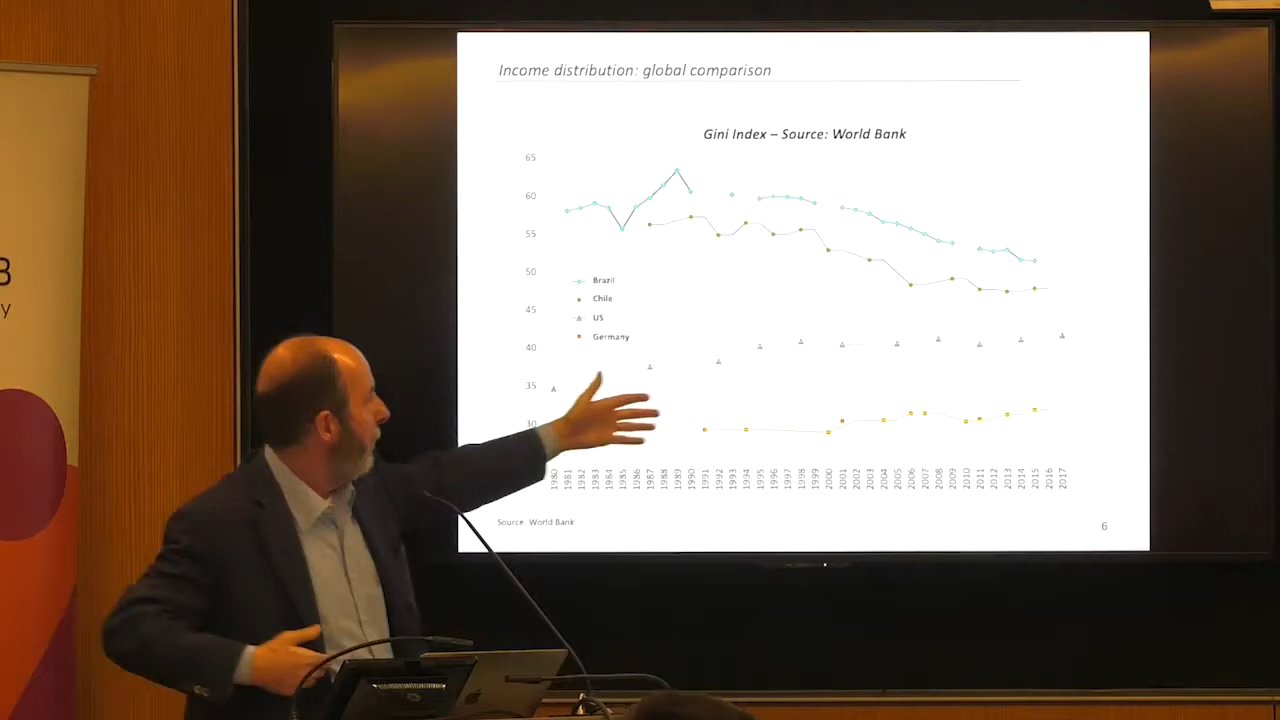 Income distribution: global comparison
Gini Index – Source: World Bank
65
60
55
50
45
40
35
30
Brazil
Chile
US
Germany
1980 1981 1982 1983 1984 1985 1986 1987 1988 1989 1990 1991 1992 1993 1994 1995 1996 1997 1998 1999 2000 2001 2002 2003 2004 2005 2006 2007 2008 2009 2010 2011 2012 2013 2014 2015 2016 2017
Source World Bank
6
B
y